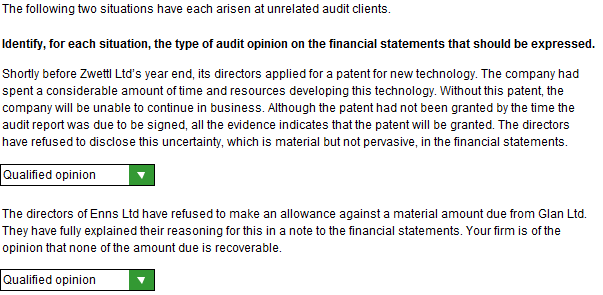 The following two situations have each arisen at unrelated audit clients.
Identify, for each situation, the type of audit opinion on the financial statements that should be expressed.
Shortly before Zwettl Ltd's year end, its directors applied for a patent for new technology. The company had
spent a considerable amount of time and resources developing this technology. Without this patent, the
company will be unable to continue in business. Although the patent had not been granted by the time the
audit report was due to be signed, all the evidence indicates that the patent will be granted. The directors
have refused to disclose this uncertainty, which is material but not pervasive, in the financial statements.
Qualified opinion
The directors of Enns Ltd have refused to make an allowance against a material amount due from Glan Ltd.
They have fully explained their reasoning for this in a note to the financial statements. Your firm is of the
opinion that none of the amount due is recoverable.
Qualified opinion